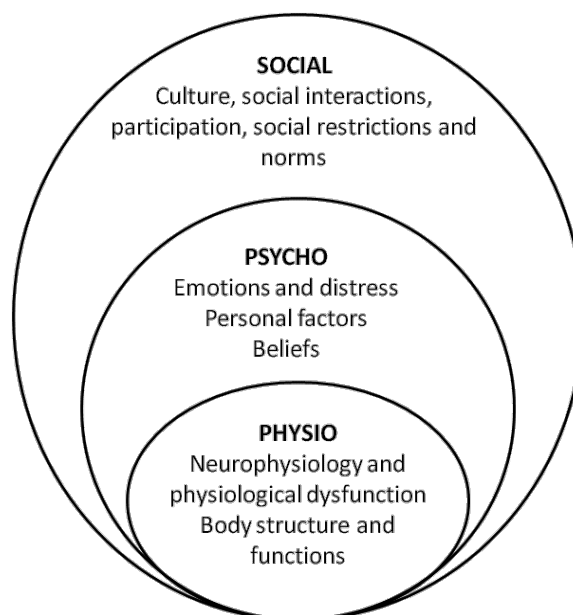 SOCIAL
Culture, social interactions,
participation, social restrictions and
norms
PSYCHO
Emotions and distress
Personal factors
Beliefs
PHYSIO
Neurophysiology and
physiological dysfunction
Body structure and
functions